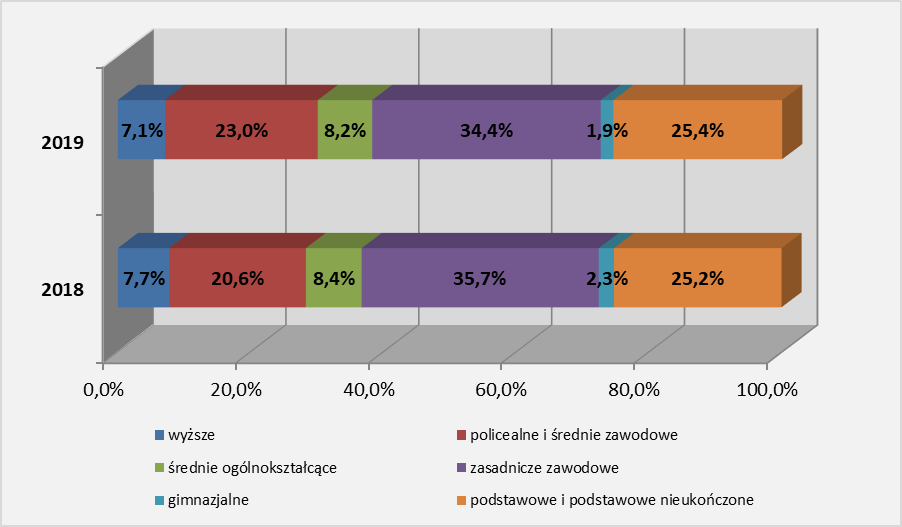 2019
7,1% 23,0% 8,2% 34,4% 1,9% 25,4%
2018
7,7% 20,6% 8,4% 35,7% 2,3% 25,2%
0,0% 20,0% 40,0% 60,0% 80,0% 100,0%
wyższe policealne i średnie zawodowe
średnie ogólnokształcące zasadnicze zawodowe
gimnazjalne podstawowe i podstawowe nieukończone